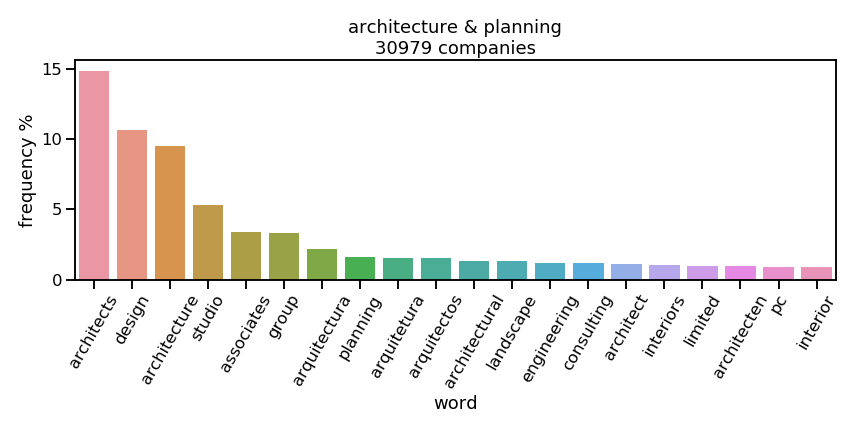 architecture & planning
30979 companies
frequency %
15
10
5
0
architects
design
architecture
studio
associates
group
arquitectura
planning
arquitetura
arquitectos
architectural
landscape
engineering
consulting
architect
interiors
limited
architecten
pc
interior
word